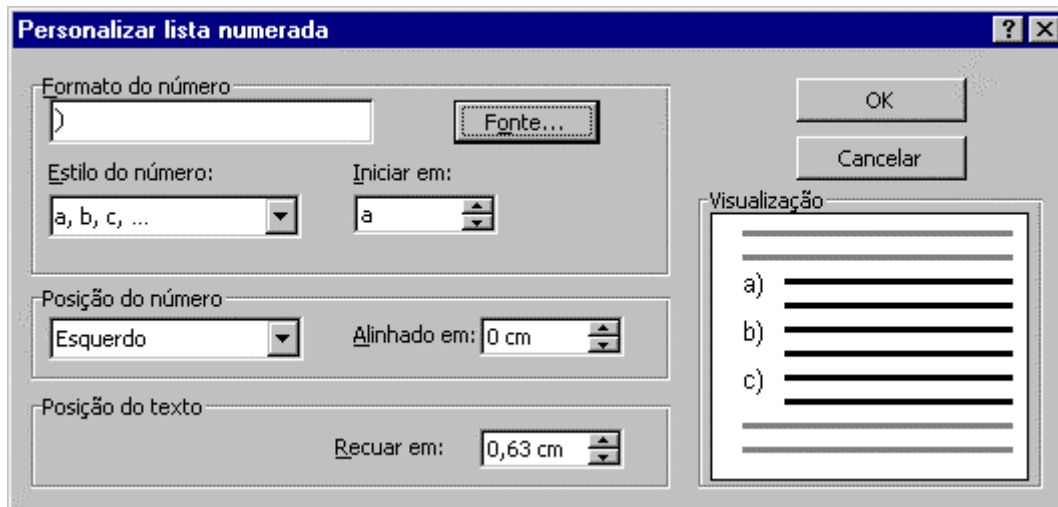 Personalizar lista numerada
Formato do número
)
Fonte...
Estilo do número:
Iniciar em:
a, b, c, ...
a
Posição do número
Esquerdo
Alinhado em:
0 cm
Posição do texto
Recuar em:
0,63 cm
OK
Cancelar
Visualização
a)
b)
c)